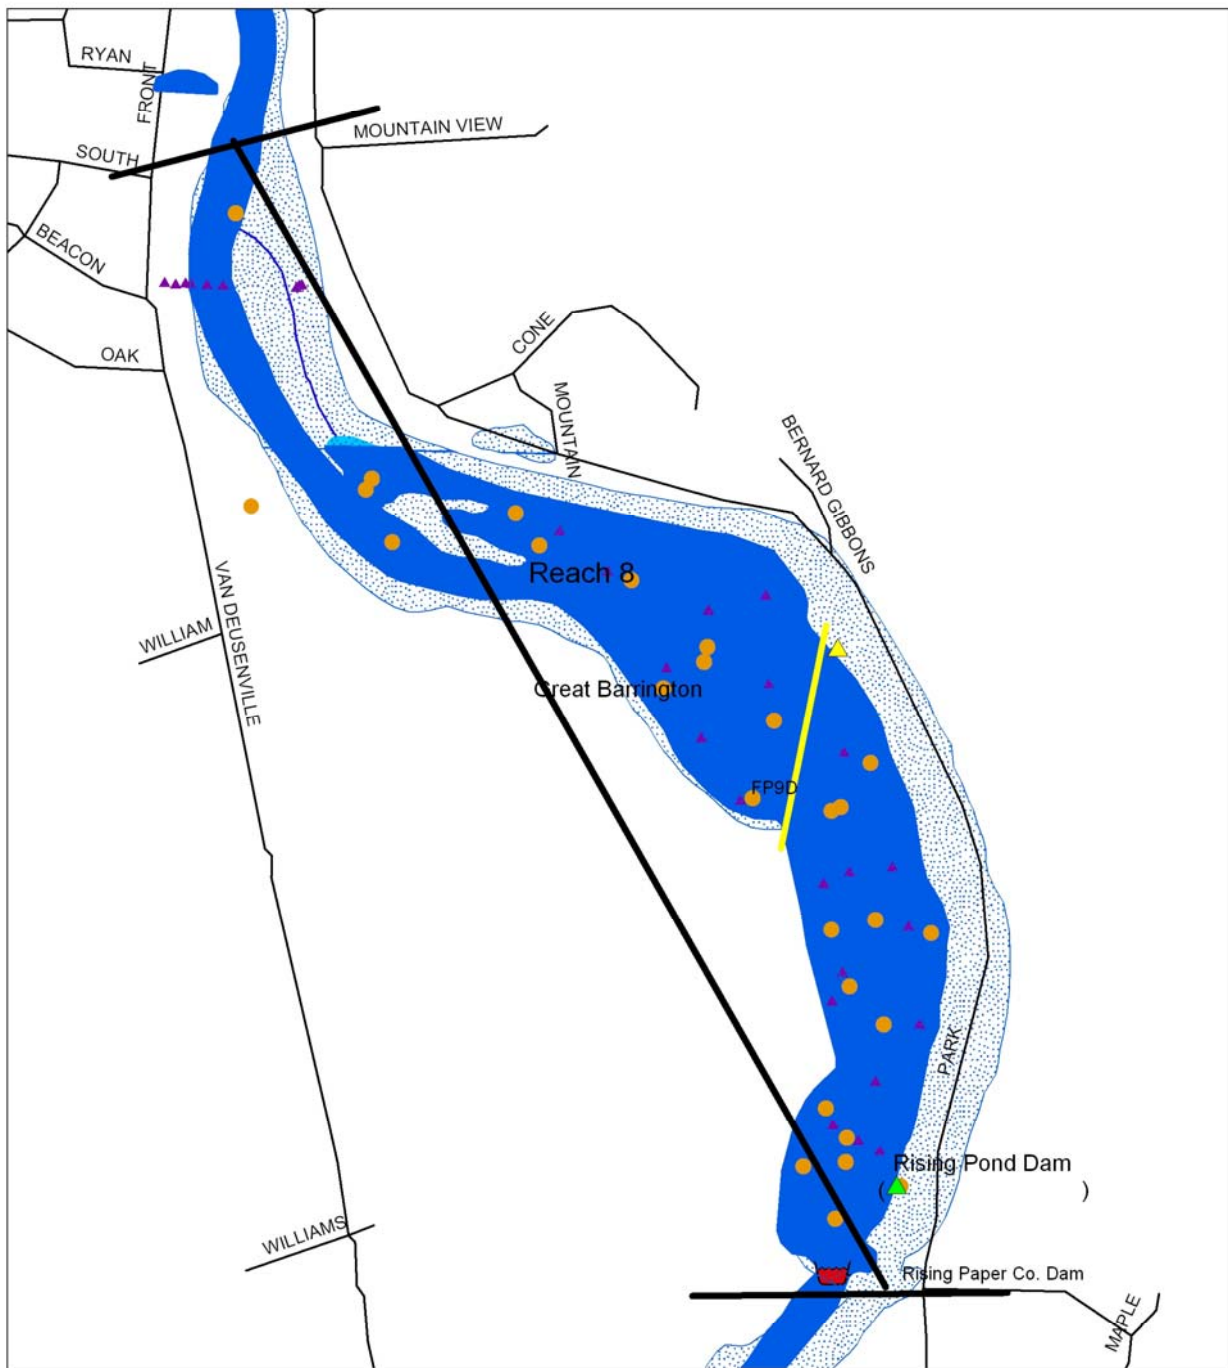 RYAN
FRONT
MOUNTAIN VIEW
SOUTH
BEACON
OAK
CONE
MOUNTAIN
BERNARD GIBBONS
Reach 8
VAN DEUSENVILLE
WILLIAM
Great Barrington
FP9D
PARK
Rising Pond Dam
( )
WILLIAMS
Rising Paper Co. Dam
MAPLE